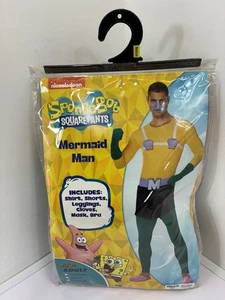 nickelodeon
SpongeBob
SQUAREPANTS
Mermaid
Man
INCLUDES:
Shirt, Shorts,
Leggings,
Gloves,
Mask, Bra
M
ADULT